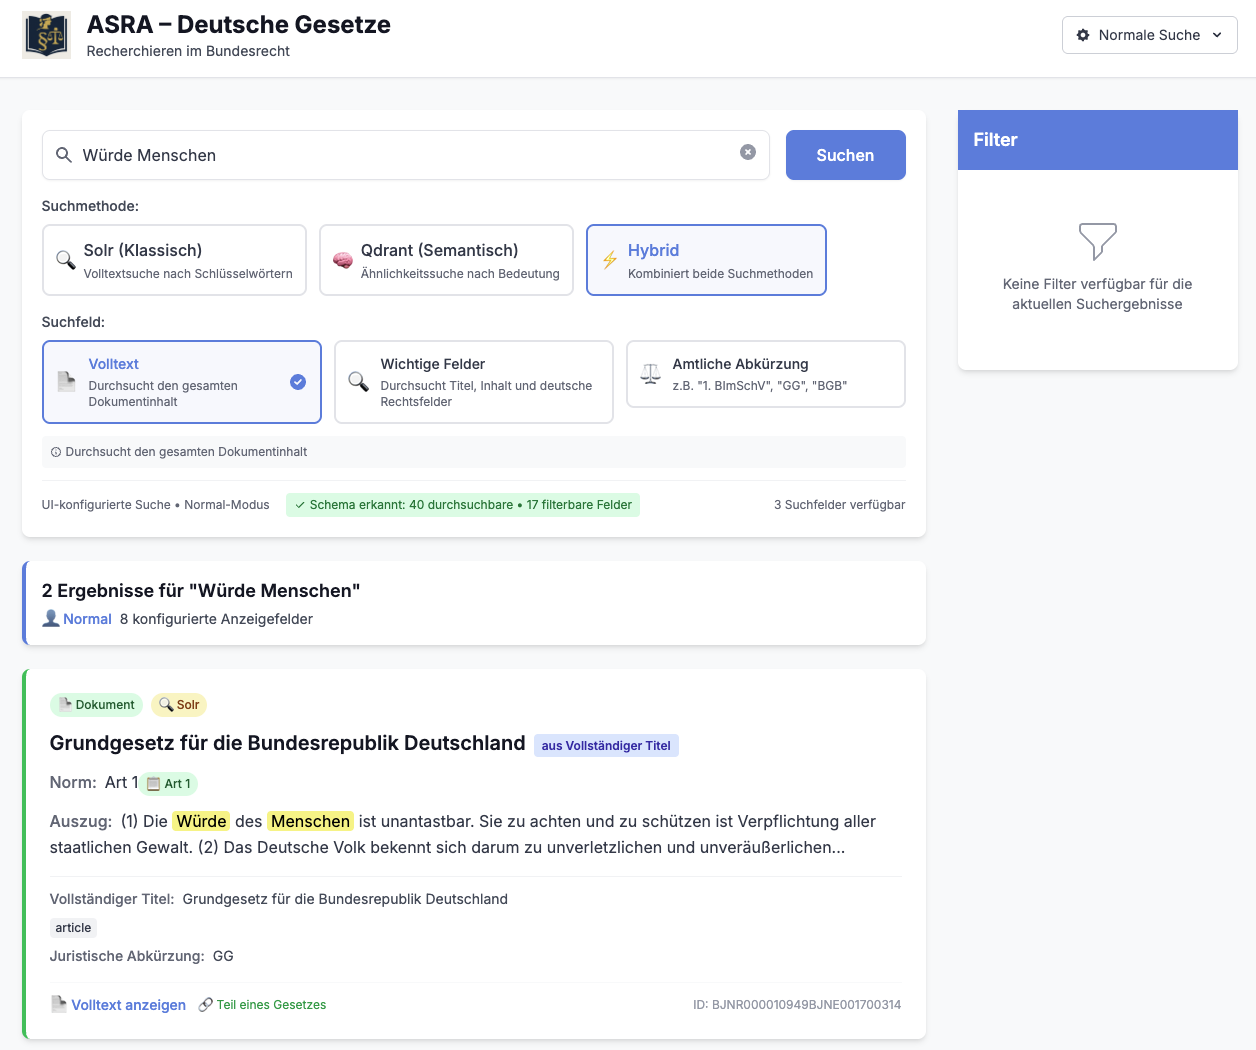 ASRA – Deutsche Gesetze
Recherchieren im Bundesrecht
Normale Suche
Würde Menschen
Suchen
Suchmethode:
Solr (Klassisch)
Volltextsuche nach Schlüsselwörtern
Qdrant (Semantisch)
Ähnlichkeitssuche nach Bedeutung
Hybrid
Kombiniert beide Suchmethoden
Suchfeld:
Volltext
Durchsucht den gesamten
Dokumentinhalt
Wichtige Felder
Durchsucht Titel, Inhalt und deutsche
Rechtsfelder
Amtliche Abkürzung
z.B. "1. BImSchV", "GG", "BGB"
Durchsucht den gesamten Dokumentinhalt
UI-konfigurierte Suche • Normal-Modus
✓ Schema erkannt: 40 durchsuchbare • 17 filterbare Felder
3 Suchfelder verfügbar
Filter
Keine Filter verfügbar für die
aktuellen Suchergebnisse
2 Ergebnisse für "Würde Menschen"
Normal 8 konfigurierte Anzeigefelder
Dokument
Solr
Grundgesetz für die Bundesrepublik Deutschland aus Vollständiger Titel
Norm: Art 1 Art 1
Auszug: (1) Die Würde des Menschen ist unantastbar. Sie zu achten und zu schützen ist Verpflichtung aller
staatlichen Gewalt. (2) Das Deutsche Volk bekennt sich darum zu unverletzlichen und unveräußerlichen...
Vollständiger Titel: Grundgesetz für die Bundesrepublik Deutschland
article
Juristische Abkürzung: GG
Volltext anzeigen
Teil eines Gesetzes
ID: BJNR000010949BJNE001700314